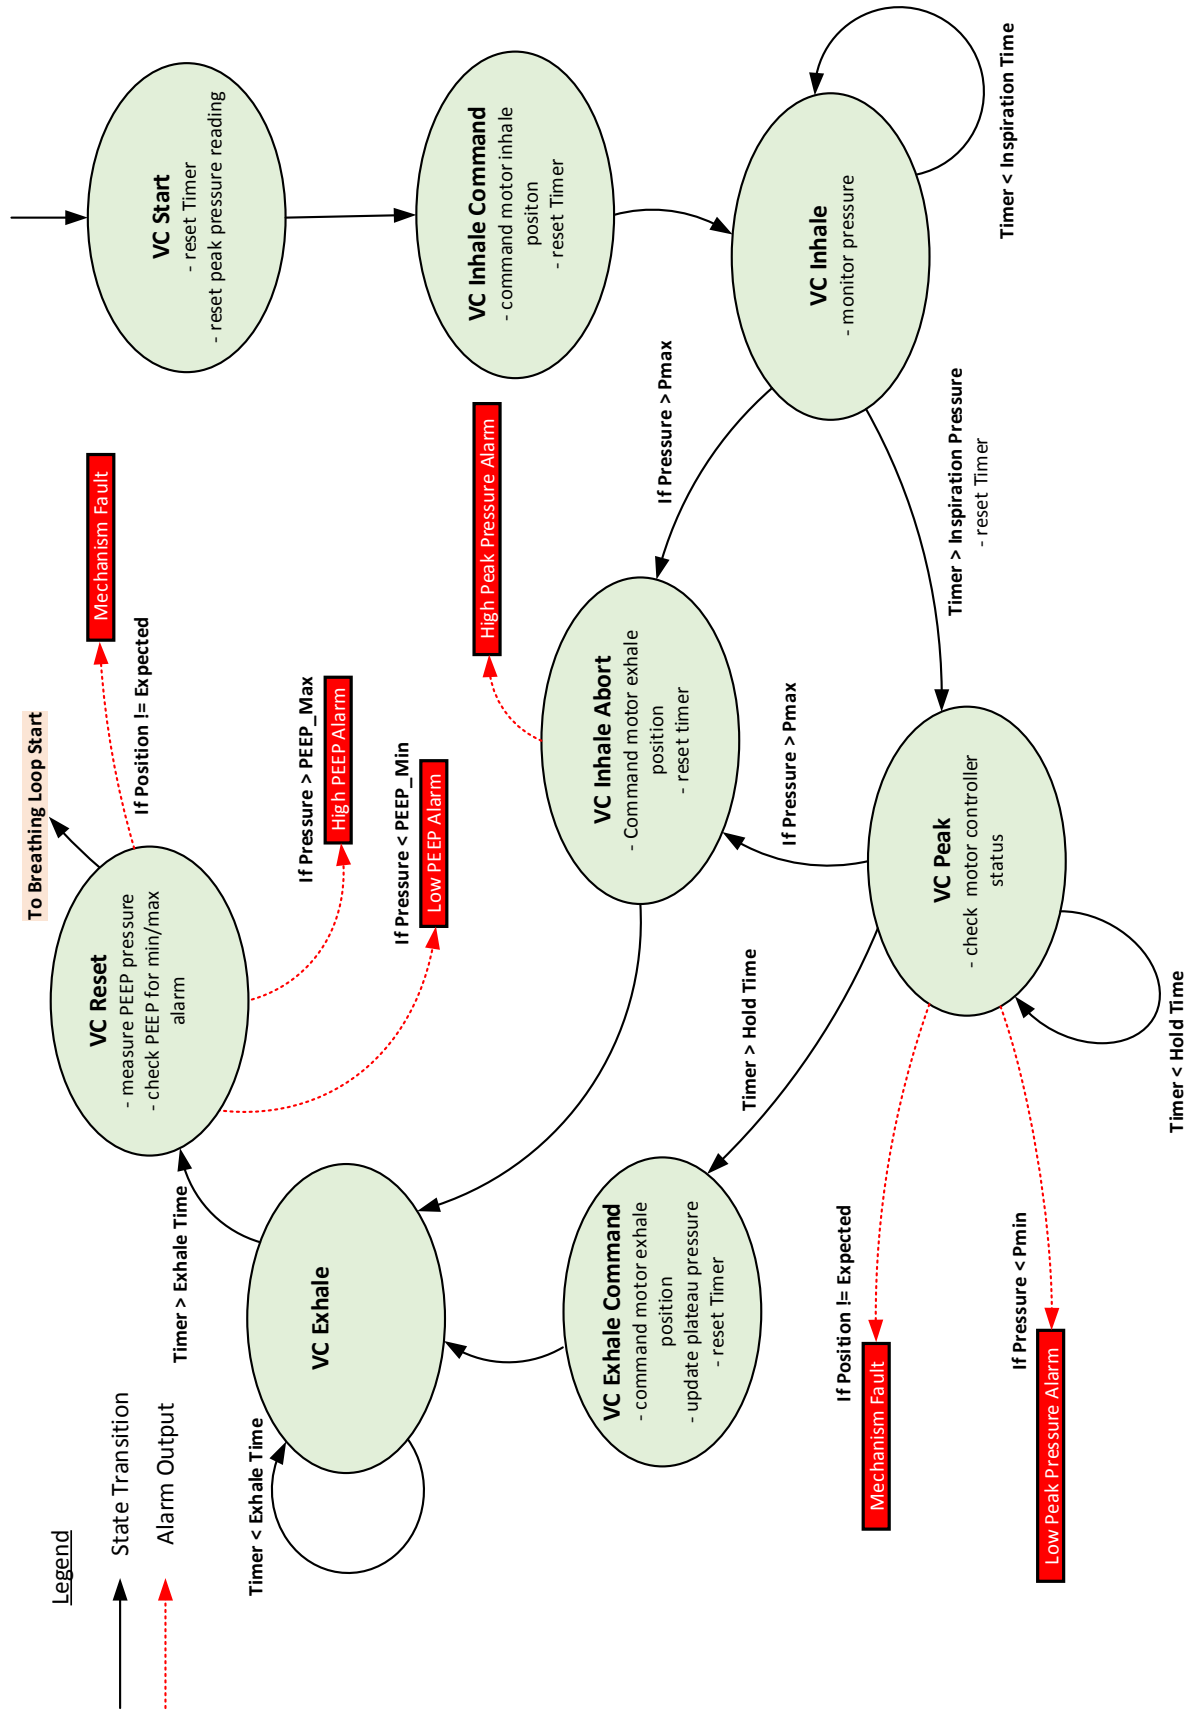 Legend
State Transition
Alarm Output
To Breathing Loop Start
VC Reset
- measure PEEP pressure
- check PEEP for min/max
alarm
If Position != Expected
Mechanism Fault
If Pressure > PEEP_Max
High PEEP Alarm
If Pressure < PEEP_Min
Low PEEP Alarm
VC Start
- reset Timer
- reset peak pressure reading
Timer > Exhale Time
Timer < Exhale Time
VC Exhale
VC Inhale Command
- command motor inhale
positon
- reset Timer
High Peak Pressure Alarm
VC Inhale Abort
- Command motor exhale
position
- reset timer
If Pressure > Pmax
VC Exhale Command
- command motor exhale
position
- update plateau pressure
- reset Timer
Timer > Hold Time
If Pressure > Pmax
VC Inhale
- monitor pressure
Timer < Inspiration Time
Timer > Inspiration Pressure
- reset Timer
VC Peak
- check motor controller
status
If Position != Expected
Mechanism Fault
If Pressure < Pmin
Low Peak Pressure Alarm
Timer < Hold Time